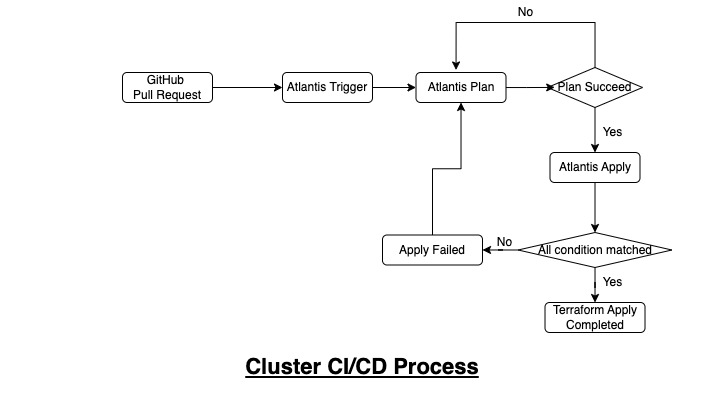 No
GitHub
Pull Request
Atlantis Trigger
Atlantis Plan
Plan Succeed
Yes
Atlantis Apply
Apply Failed
No
All condition matched
Yes
Terraform Apply
Completed
Cluster CI/CD Process